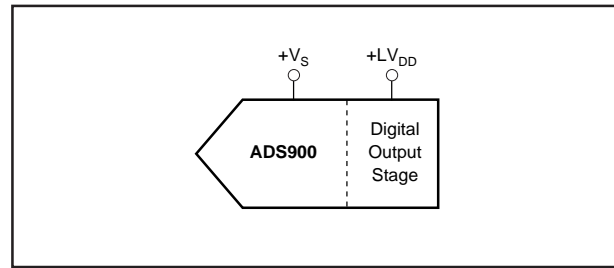 +VS
+LVDD
ADS900
Digital
Output
Stage